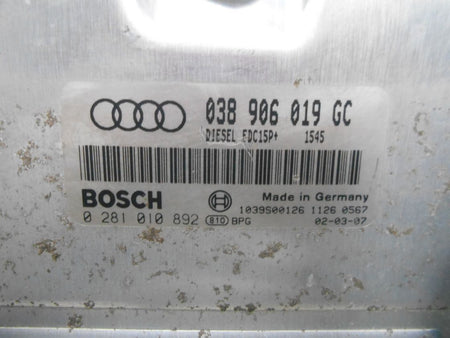 038 906 019 GC
DIESEL EDC15P+ 1545
BOSCH
Made in Germany
1039S00126 1126 0567
0 281 010 892 810 BPG 02-03-07